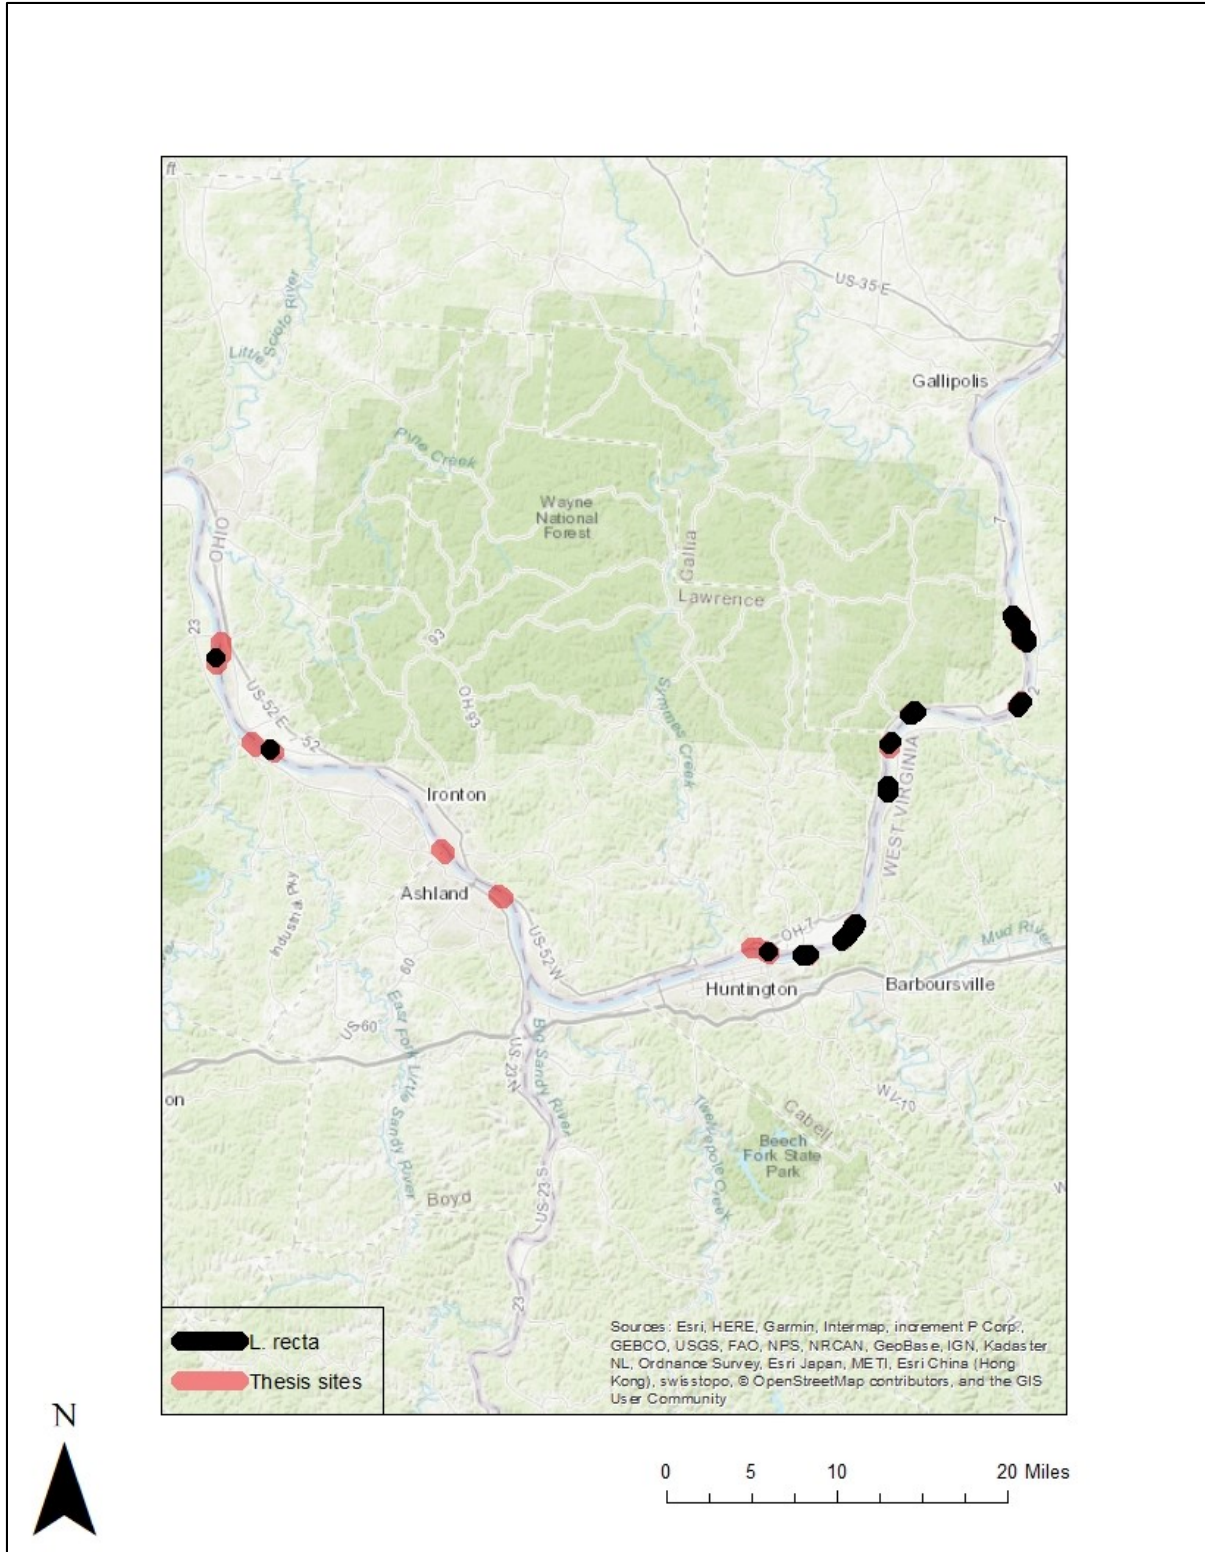 ft
US-35-E
Little Scioto River
Gallipolis
Pine Creek
Wayne
National
Forest
7
OHIO
Gallia
Lawrence
23
93
OH-93
US-52-E
52
Symmes Creek
2
WEST VIRGINIA
Ironton
Ashland
Industrial Pky
US-52-W
OH-7
Mud River
60
Huntington
Barboursville
US-60
East Fork Little Sandy River
US-23-N
Big Sandy River
on
WV-10
Twelvepole Creek
Cabell
Beech
Fork State
Park
Boyd
US-23-S
W
23
L. recta
Thesis sites
Sources: Esri, HERE, Garmin, Intermap, increment P Corp.,
GEBCO, USGS, FAO, NPS, NRCAN, GeoBase, IGN, Kadaster
NL, Ordnance Survey, Esri Japan, METI, Esri China (Hong
Kong), swisstopo, © OpenStreetMap contributors, and the GIS
User Community
N
0 5 10 20 Miles